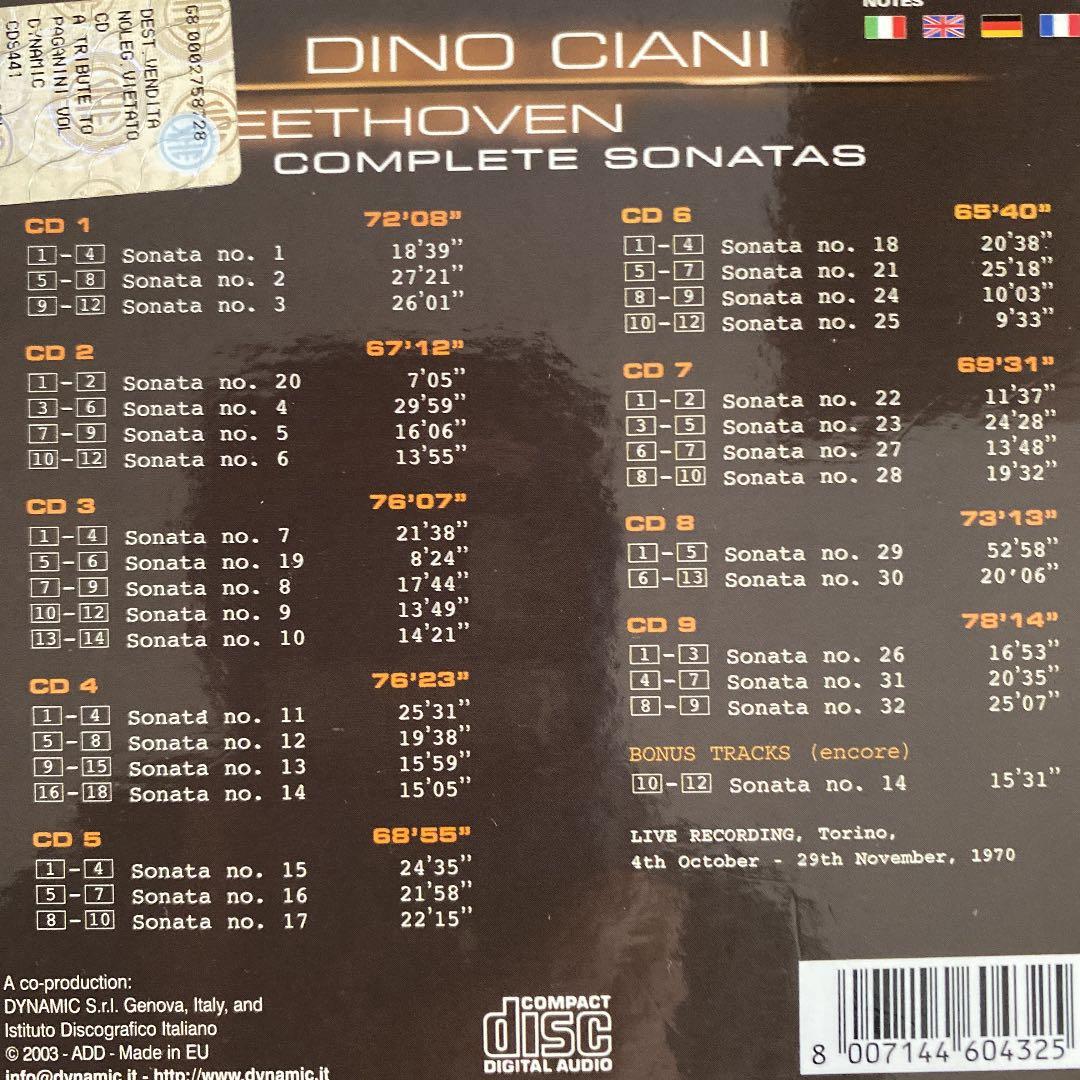 NOTES
G8 0002758728
DEST.VENDITA
NOLEG.VIETATO
CD
A TRIBUTE TO
PAGANINI VOL
DYNAMIC
CDS441
DINO CIANI
EETHOVEN
COMPLETE SONATAS
CD 1 72'08"
1-4 Sonata no. 1 18'39"
5-8 Sonata no. 2 27'21"
9-12 Sonata no. 3 26'01"
CD 2 67'12"
1-2 Sonata no. 20 7'05"
3-6 Sonata no. 4 29'59"
7-9 Sonata no. 5 16'06"
10-12 Sonata no. 6 13'55"
CD 3 76'07"
1-4 Sonata no. 7 21'38"
5-6 Sonata no. 19 8'24"
7-9 Sonata no. 8 17'44"
10-12 Sonata no. 9 13'49"
13-14 Sonata no. 10 14'21"
CD 4 76'23"
1-4 Sonata no. 11 25'31"
5-8 Sonata no. 12 19'38"
9-15 Sonata no. 13 15'59"
16-18 Sonata no. 14 15'05"
CD 5 68'55"
1-4 Sonata no. 15 24'35"
5-7 Sonata no. 16 21'58"
8-10 Sonata no. 17 22'15"
CD 6 65'40"
1-4 Sonata no. 18 20'38"
5-7 Sonata no. 21 25'18"
8-9 Sonata no. 24 10'03"
10-12 Sonata no. 25 9'33"
CD 7 69'31"
1-2 Sonata no. 22 11'37"
3-5 Sonata no. 23 24'28"
6-7 Sonata no. 27 13'48"
8-10 Sonata no. 28 19'32"
CD 8 73'13"
1-5 Sonata no. 29 52'58"
6-13 Sonata no. 30 20'06"
CD 9 78'14"
1-3 Sonata no. 26 16'53"
4-7 Sonata no. 31 20'35"
8-9 Sonata no. 32 25'07"
BONUS TRACKS (encore)
10-12 Sonata no. 14 15'31"
LIVE RECORDING, Torino,
4th October - 29th November, 1970
A co-production:
DYNAMIC S.r.l. Genova, Italy, and
Istituto Discografico Italiano
© 2003 - ADD - Made in EU
info@dynamic.it - http://www.dynamic.it
COMPACT
disc
DIGITAL AUDIO
8 007144 604325